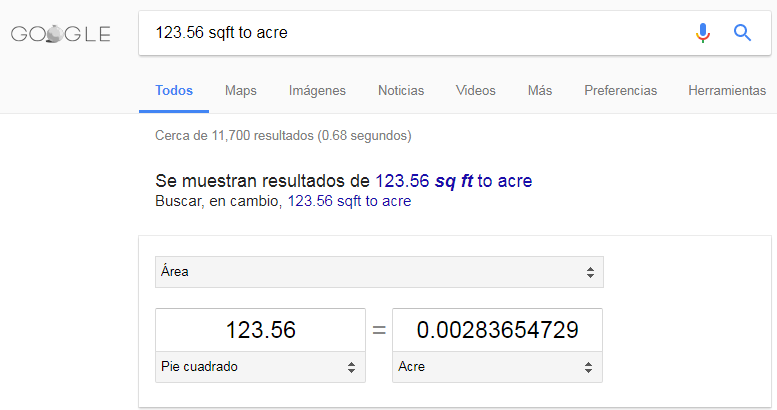 GOOGLE
123.56 sqft to acre
Todos Maps Imágenes Noticias Videos Más Preferencias Herramientas
Cerca de 11,700 resultados (0.68 segundos)
Se muestran resultados de 123.56 sq ft to acre
Buscar, en cambio, 123.56 sqft to acre
Área
123.56 = 0.00283654729
Pie cuadrado Acre